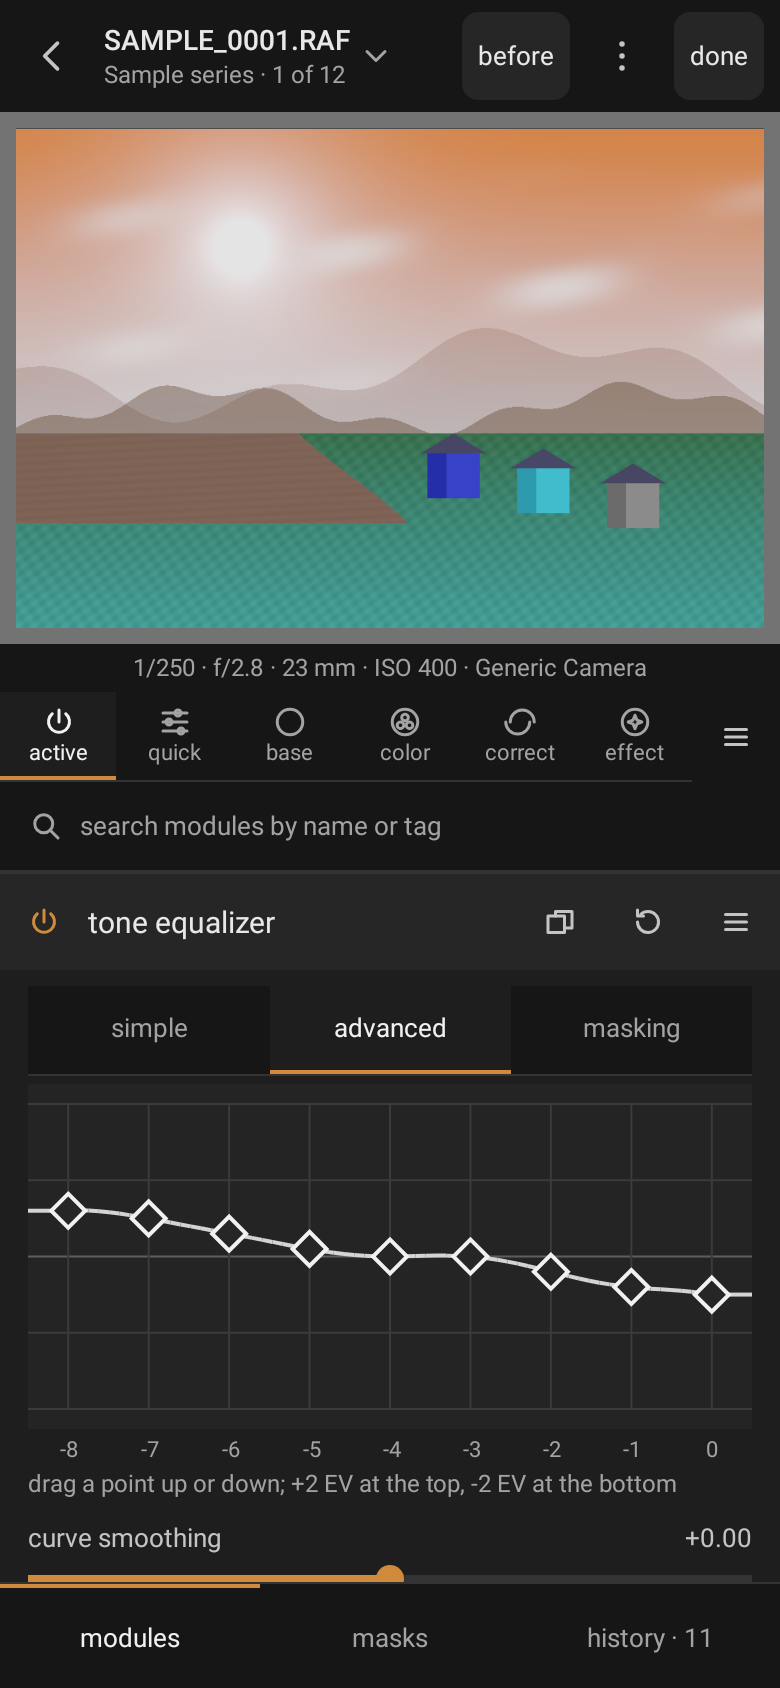 SAMPLE_0001.RAF
Sample series · 1 of 12
before
done
1/250 · f/2.8 · 23 mm · ISO 400 · Generic Camera
active
quick
base
color
correct
effect
search modules by name or tag
tone equalizer
simple
advanced
masking
-8 -7 -6 -5 -4 -3 -2 -1 0
drag a point up or down; +2 EV at the top, -2 EV at the bottom
curve smoothing
+0.00
modules
masks
history · 11